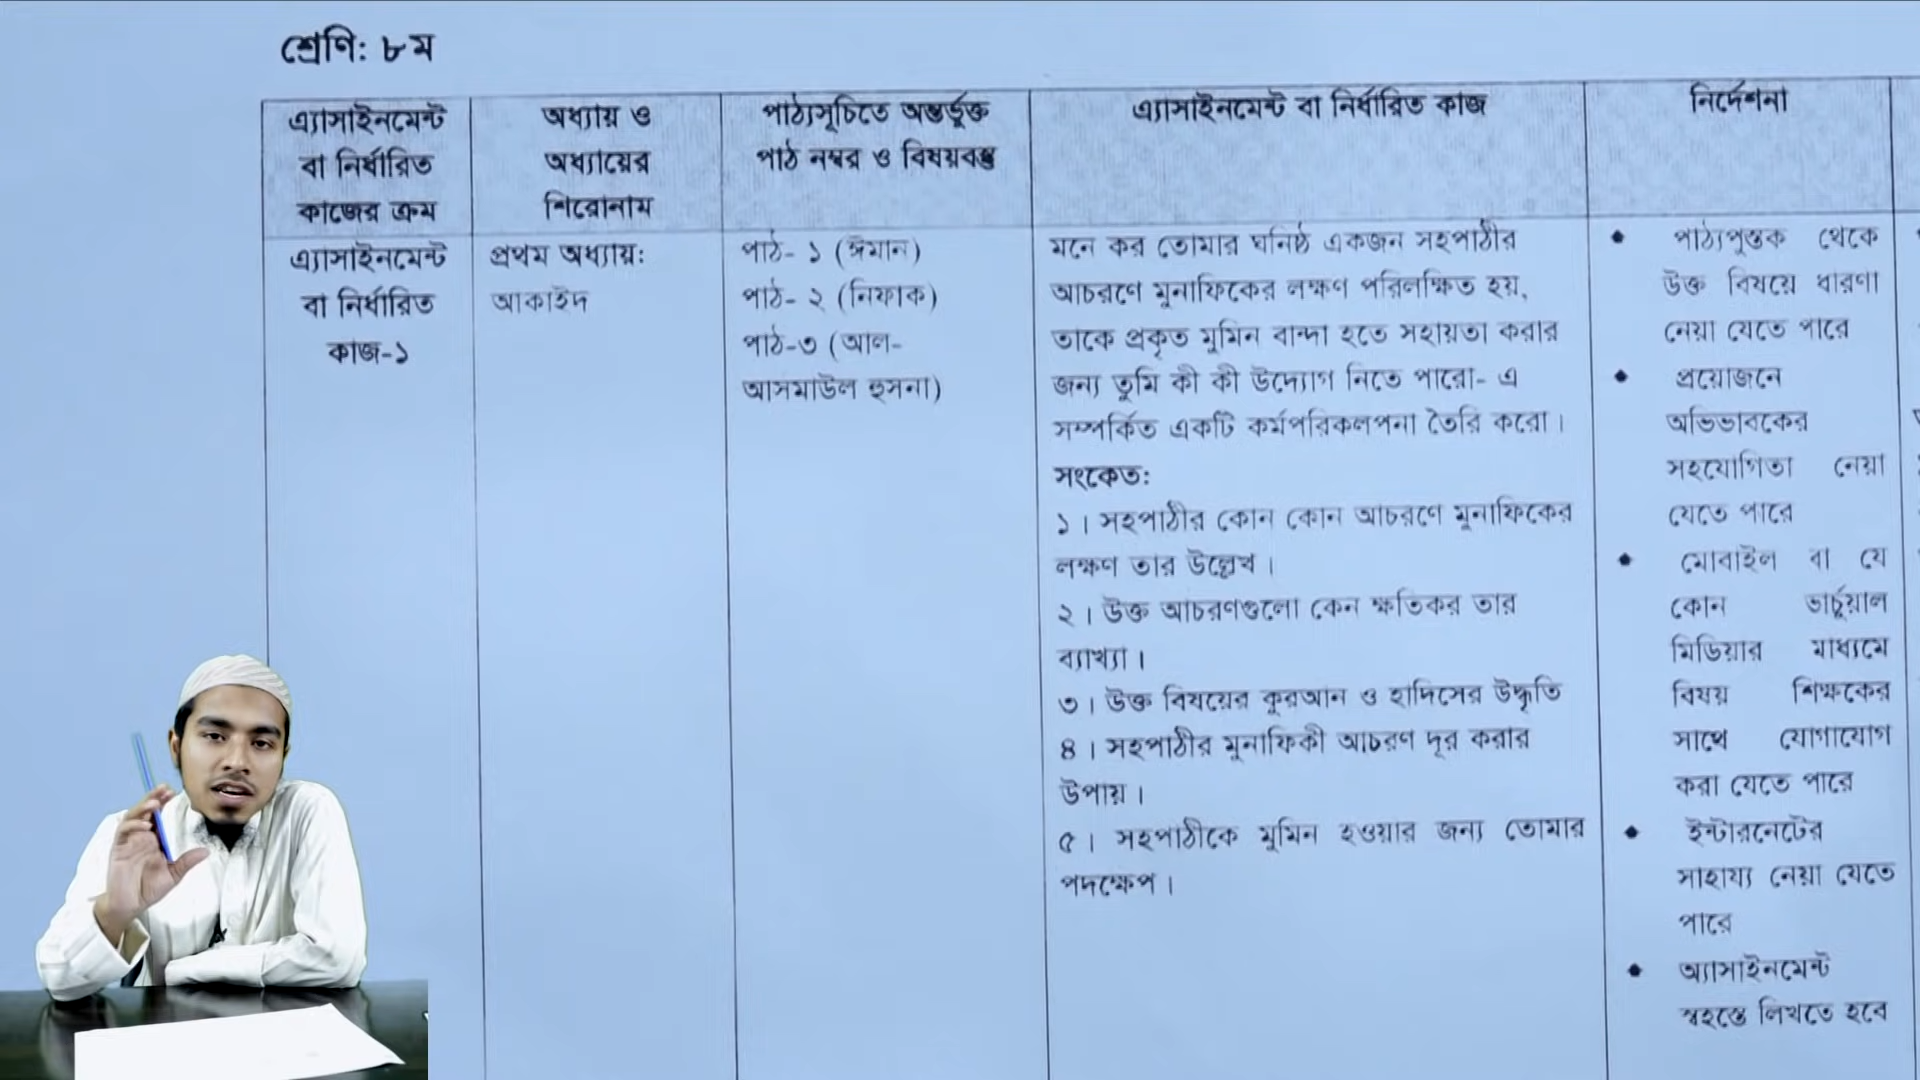 শ্রেণি: ৮ম
এ্যাসাইনমেন্ট
বা নির্ধারিত
কাজের ক্রম
অধ্যায় ও
অধ্যায়ের
শিরোনাম
পাঠ্যসূচিতে অন্তর্ভুক্ত
পাঠ নম্বর ও বিষয়বস্তু
এ্যাসাইনমেন্ট বা নির্ধারিত কাজ
নির্দেশনা
এ্যাসাইনমেন্ট
বা নির্ধারিত
কাজ-১
প্রথম অধ্যায়:
আকাইদ
পাঠ- ১ (ঈমান)
পাঠ- ২ (নিফাক)
পাঠ-৩ (আল-
আসমাউল হুসনা)
মনে কর তোমার ঘনিষ্ঠ একজন সহপাঠীর
আচরণে মুনাফিকের লক্ষণ পরিলক্ষিত হয়,
তাকে প্রকৃত মুমিন বান্দা হতে সহায়তা করার
জন্য তুমি কী কী উদ্যোগ নিতে পারো- এ
সম্পর্কিত একটি কর্মপরিকলপনা তৈরি করো।
সংকেত:
১। সহপাঠীর কোন কোন আচরণে মুনাফিকের
লক্ষণ তার উল্লেখ।
২। উক্ত আচরণগুলো কেন ক্ষতিকর তার
ব্যাখ্যা।
৩। উক্ত বিষয়ের কুরআন ও হাদিসের উদ্ধৃতি
৪। সহপাঠীর মুনাফিকী আচরণ দূর করার
উপায়।
৫। সহপাঠীকে মুমিন হওয়ার জন্য তোমার
পদক্ষেপ।
• পাঠ্যপুস্তক থেকে
উক্ত বিষয়ে ধারণা
নেয়া যেতে পারে
• প্রয়োজনে
অভিভাবকের
সহযোগিতা নেয়া
যেতে পারে
• মোবাইল বা যে
কোন ভার্চুয়াল
মিডিয়ার মাধ্যমে
বিষয় শিক্ষকের
সাথে যোগাযোগ
করা যেতে পারে
• ইন্টারনেটের
সাহায্য নেয়া যেতে
পারে
• অ্যাসাইনমেন্ট
স্বহস্তে লিখতে হবে